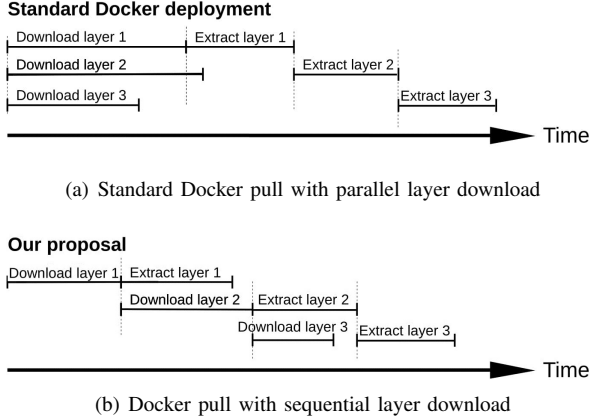 Standard Docker deployment
Download layer 1 Extract layer 1
Download layer 2 Extract layer 2
Download layer 3 Extract layer 3
Time
(a) Standard Docker pull with parallel layer download
Our proposal
Download layer 1 Extract layer 1
Download layer 2 Extract layer 2
Download layer 3 Extract layer 3
Time
(b) Docker pull with sequential layer download